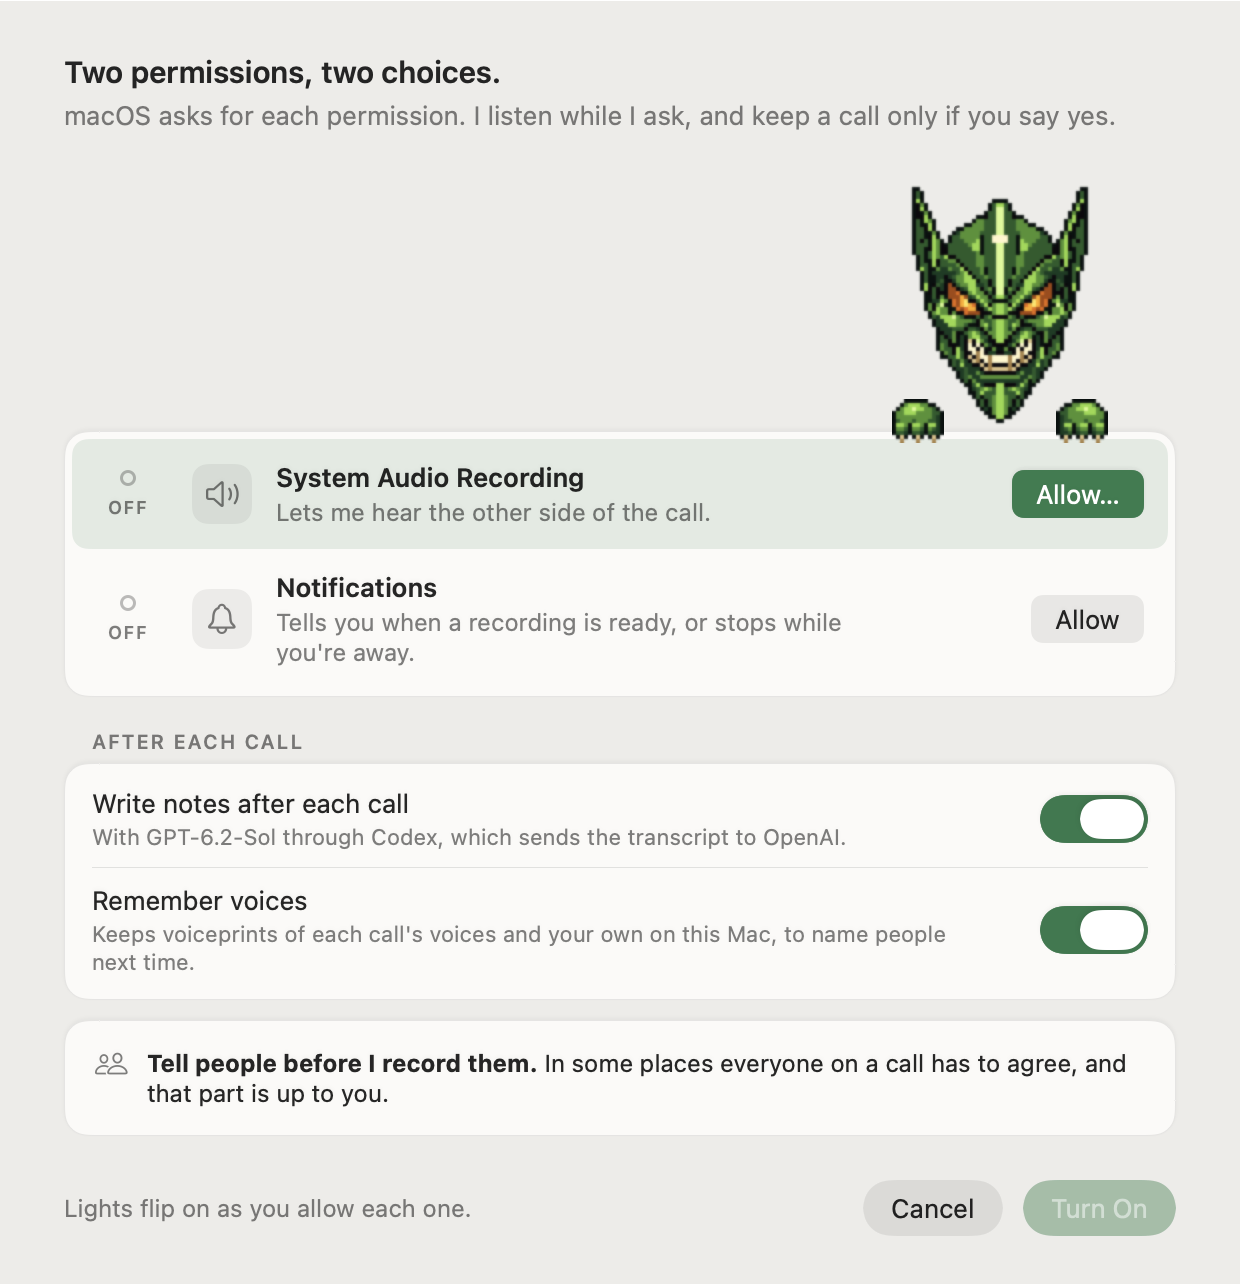 Two permissions, two choices.
macOS asks for each permission. I listen while I ask, and keep a call only if you say yes.
OFF
System Audio Recording
Lets me hear the other side of the call.
Allow...
OFF
Notifications
Tells you when a recording is ready, or stops while
you're away.
Allow
AFTER EACH CALL
Write notes after each call
With GPT-6.2-Sol through Codex, which sends the transcript to OpenAI.
Remember voices
Keeps voiceprints of each call's voices and your own on this Mac, to name people
next time.
Tell people before I record them. In some places everyone on a call has to agree, and
that part is up to you.
Lights flip on as you allow each one.
Cancel
Turn On